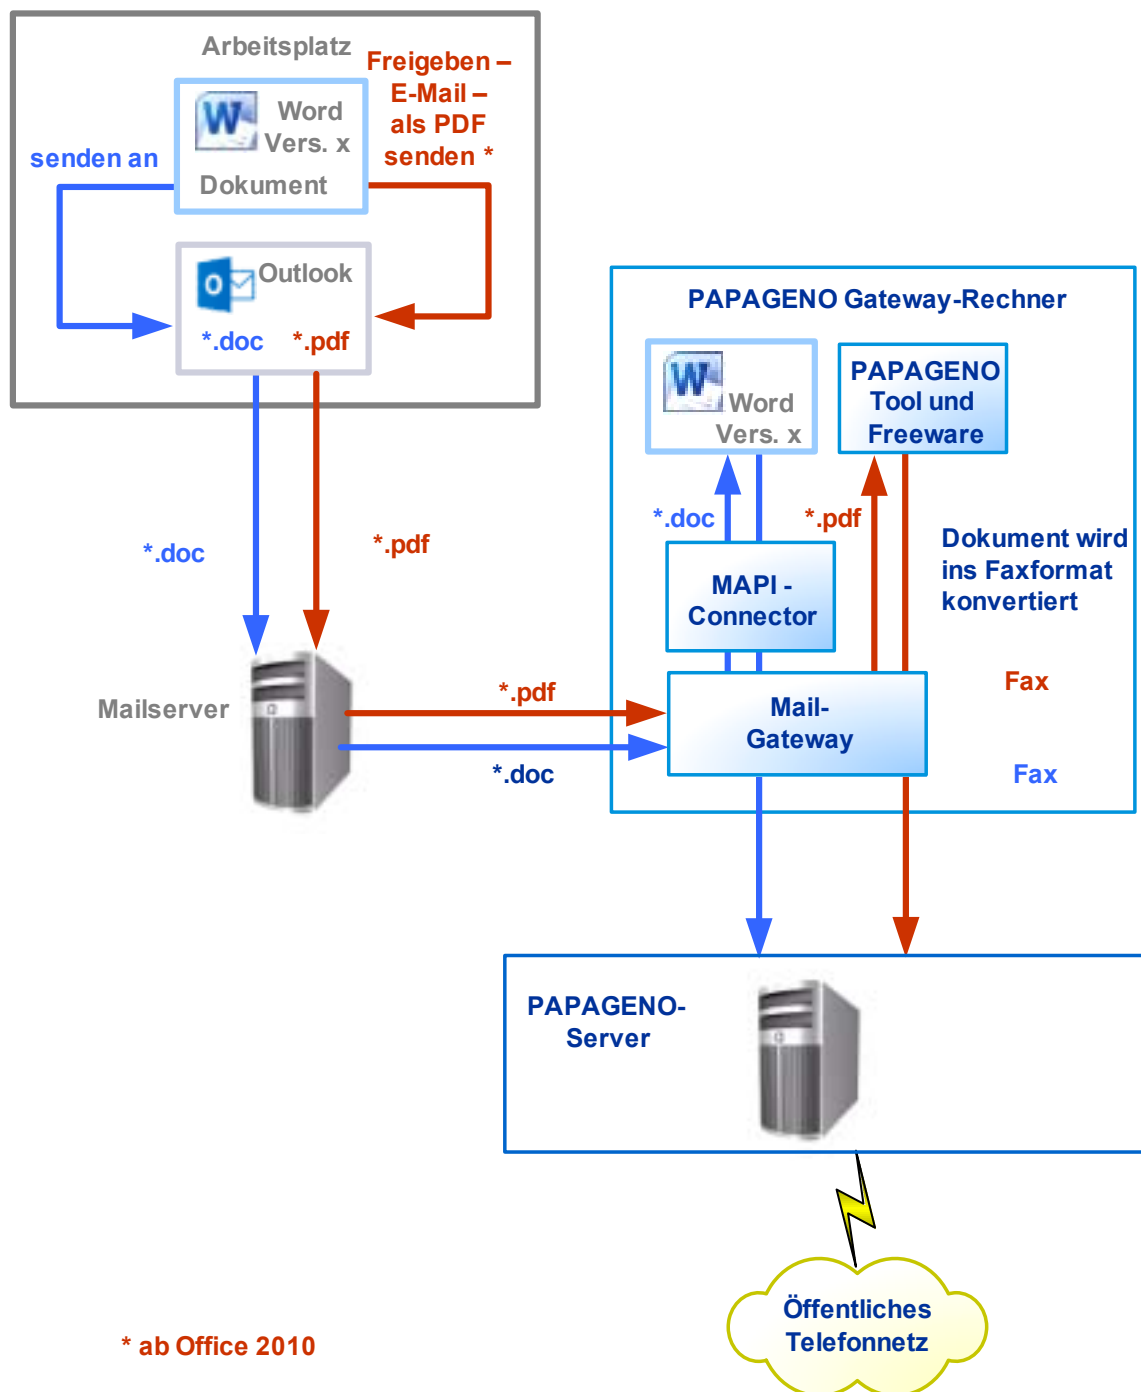 Arbeitsplatz
Freigeben –
E-Mail –
als PDF
senden *
W
Word
Vers. x
Dokument
senden an
O
Outlook
*.doc
*.pdf
*.doc
*.pdf
Mailserver
*.pdf
*.doc
PAPAGENO Gateway-Rechner
W
Word
Vers. x
PAPAGENO
Tool und
Freeware
*.doc
*.pdf
MAPI -
Connector
Dokument wird
ins Faxformat
konvertiert
Mail-
Gateway
Fax
Fax
PAPAGENO-
Server
Öffentliches
Telefonnetz
* ab Office 2010